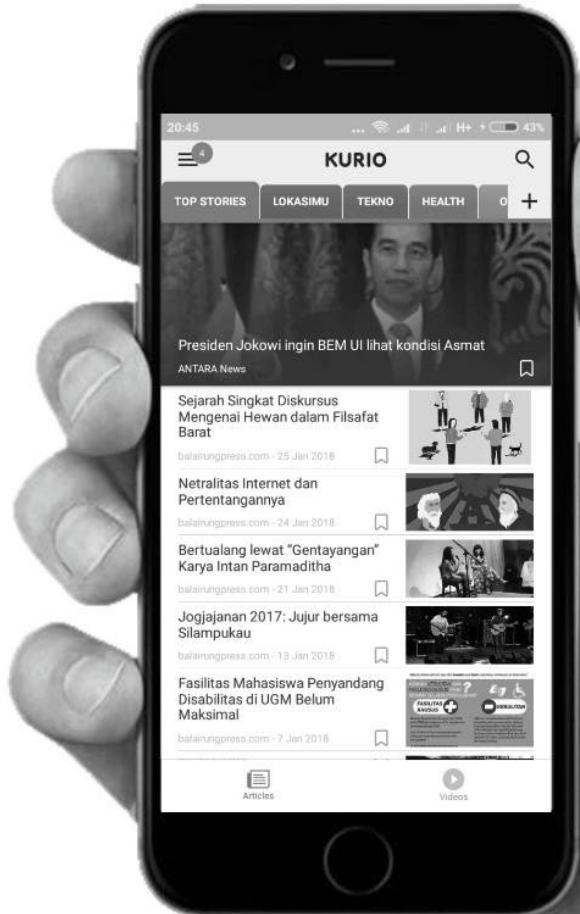 20:45 ... H+ 43%
4
KURIO
TOP STORIES LOKASIMU TEKNO HEALTH O
Presiden Jokowi ingin BEM UI lihat kondisi Asmat
ANTARA News
Sejarah Singkat Diskursus
Mengenai Hewan dalam Filsafat
Barat
balairungpress.com - 25 Jan 2018
Netralitas Internet dan
Pertentangannya
balairungpress.com - 24 Jan 2018
Bertualang lewat "Gentayangan"
Karya Intan Paramaditha
balairungpress.com - 21 Jan 2018
Jogjajanan 2017: Jujur bersama
Silampukau
balairungpress.com - 13 Jan 2018
Fasilitas Mahasiswa Penyandang
Disabilitas di UGM Belum
Maksimal
balairungpress.com - 7 Jan 2018
FASILITAS
KHUSUS
Articles
Videos